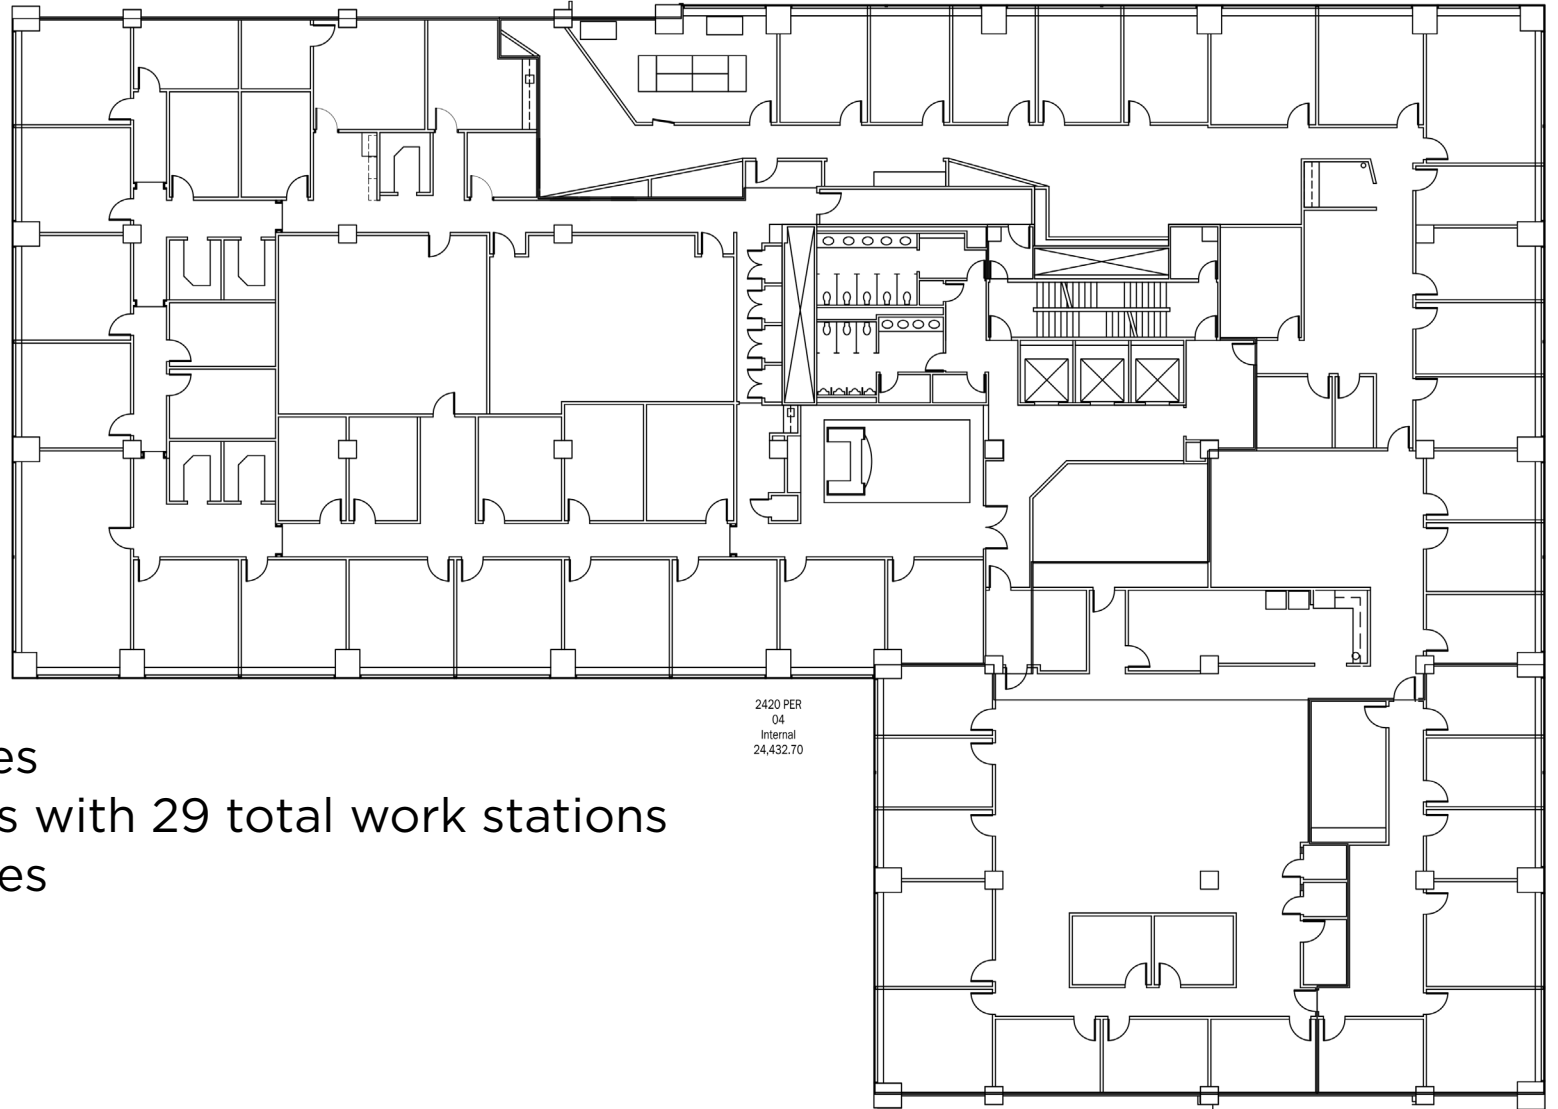 2420 PER
04
Internal
24,432.70
es
s with 29 total work stations
es